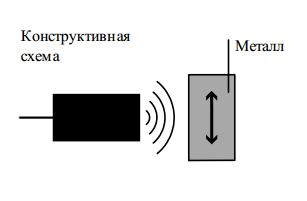 Конструктивная
схема
Металл